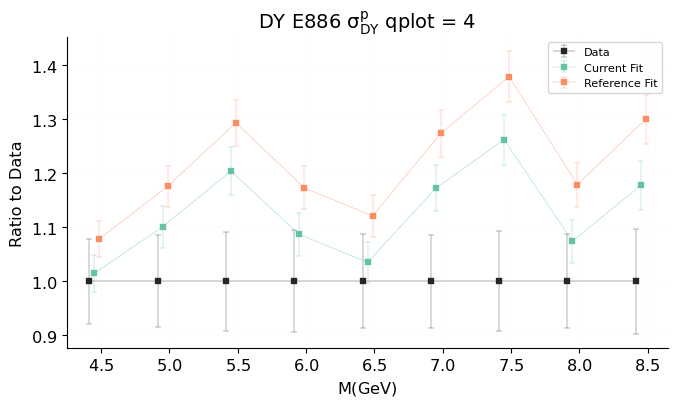 DY E886 σ^p_DY qplot = 4
Data
Current Fit
Reference Fit
Ratio to Data
1.4
1.3
1.2
1.1
1.0
0.9
4.5 5.0 5.5 6.0 6.5 7.0 7.5 8.0 8.5
M(GeV)